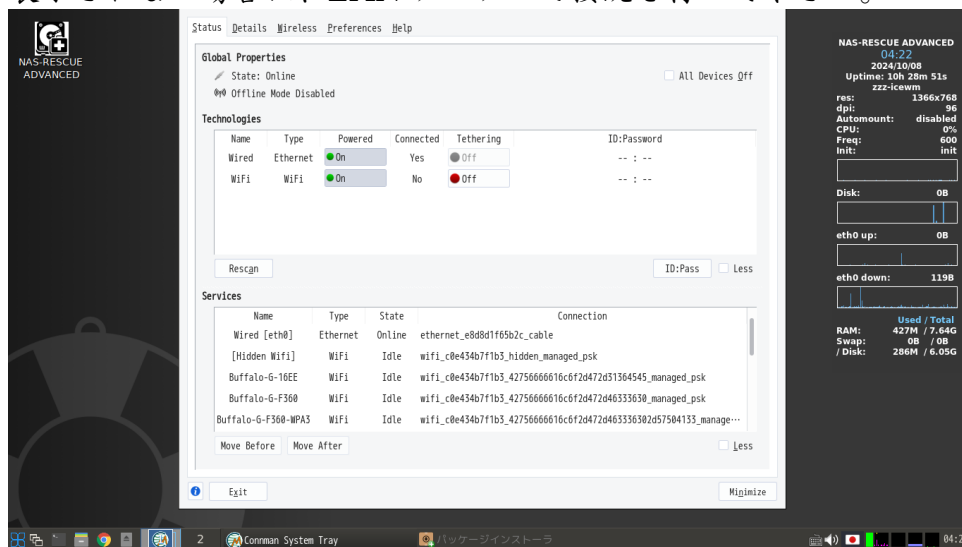 Status Details Wireless Preferences Help
NAS-RESCUE
ADVANCED
Global Properties
State: Online
All Devices Off
Offline Mode Disabled
Technologies
Name Type Powered Connected Tethering ID:Password
Wired Ethernet On Yes Off -- : --
WiFi WiFi On No Off -- : --
Rescan ID:Pass Less
Services
Name Type State Connection
Wired [eth0] Ethernet Online ethernet_e8d8d1f65b2c_cable
[Hidden Wifi] WiFi Idle wifi_c0e434b7f1b3_hidden_managed_psk
Buffalo-G-16EE WiFi Idle wifi_c0e434b7f1b3_42756666616c6f2d472d31364545_managed_psk
Buffalo-G-F360 WiFi Idle wifi_c0e434b7f1b3_42756666616c6f2d472d46333630_managed_psk
Buffalo-G-F360-WPA3 WiFi Idle wifi_c0e434b7f1b3_42756666616c6f2d472d463336302d57504133_manage…
Move Before Move After Less
Exit Minimize
NAS-RESCUE ADVANCED
04:22
2024/10/08
Uptime: 10h 28m 51s
zzz-icewm
res: 1366x768
dpi: 96
Automount: disabled
CPU: 0%
Freq: 600
Init: init
Disk: 0B
eth0 up: 0B
eth0 down: 119B
Used / Total
RAM: 427M / 7.64G
Swap: 0B / 0B
/ Disk: 286M / 6.05G
2 Connman System Tray パッケージインストーラ